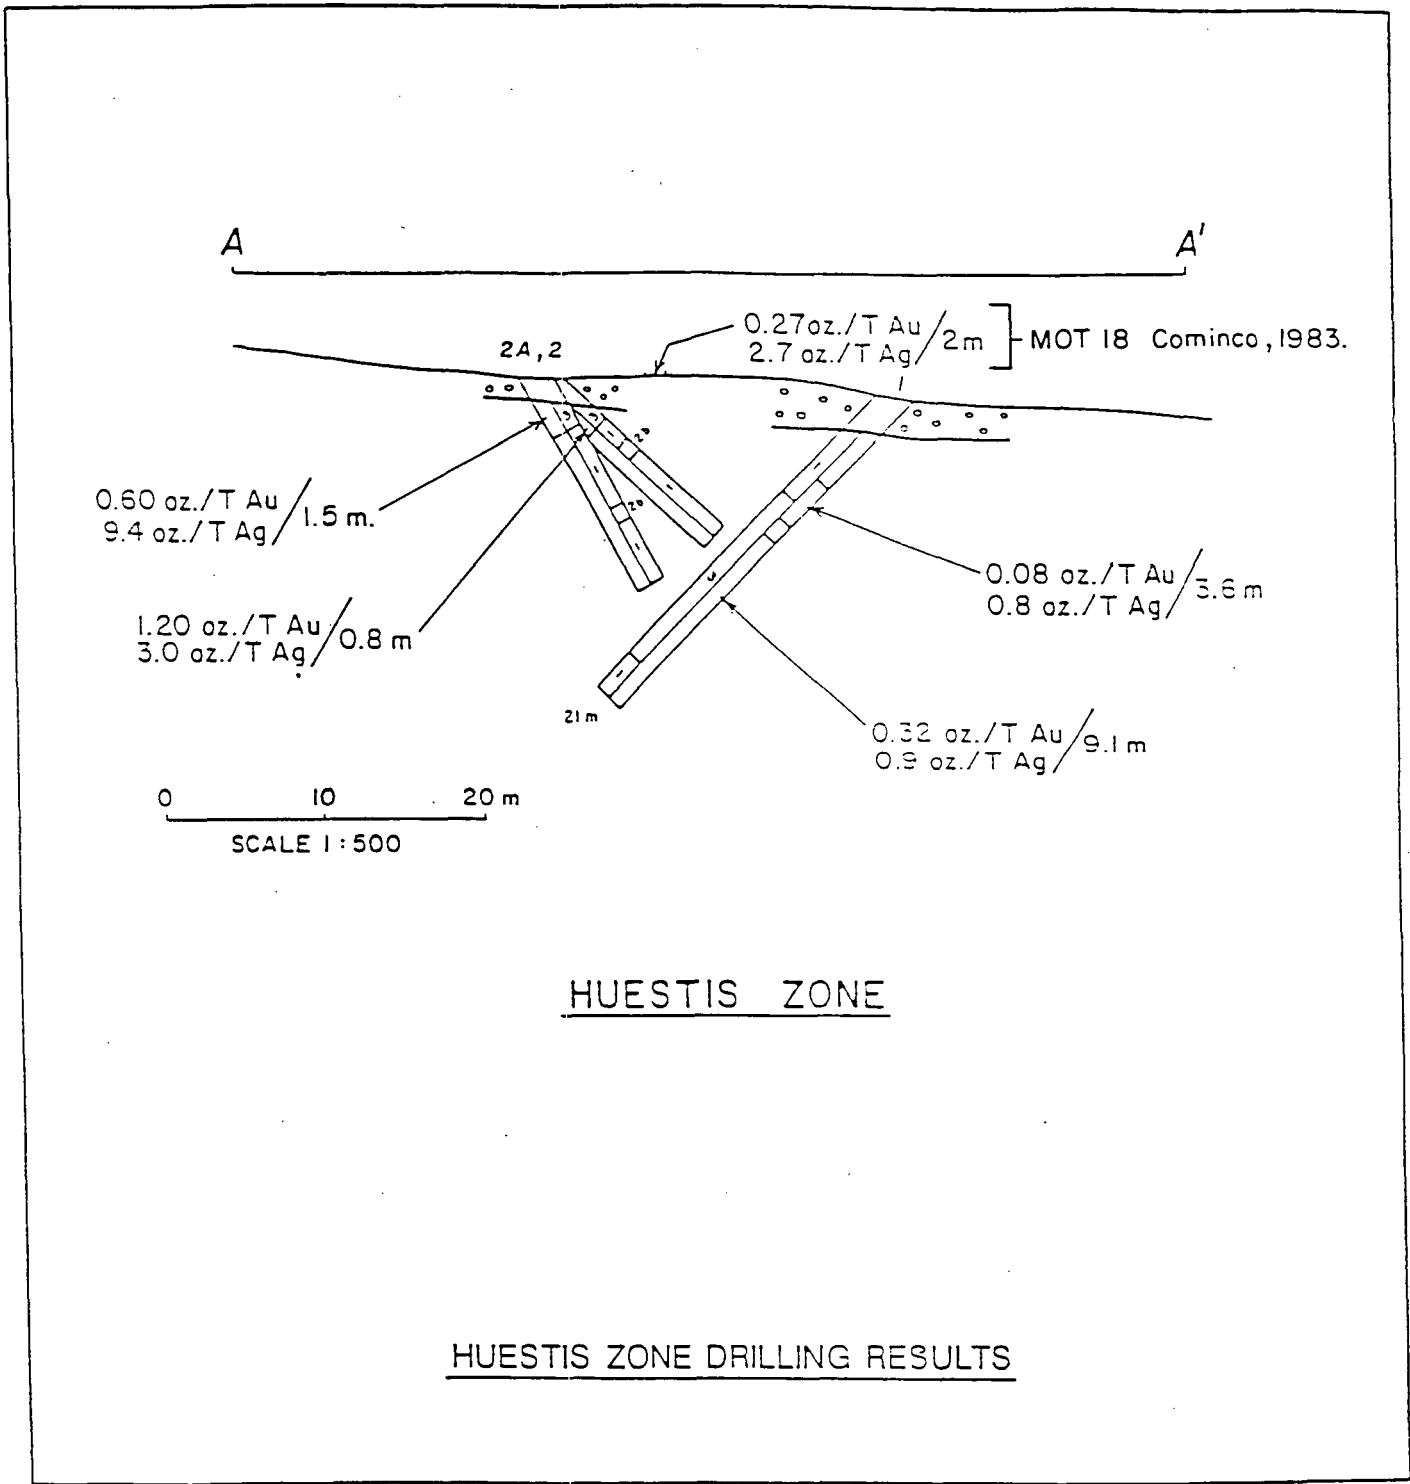 A A'
0.27oz./T Au
2.7 oz./T Ag / 2m MOT 18 Cominco, 1983.
2A, 2
1
0.60 oz./T Au
9.4 oz./T Ag / 1.5 m.
1.20 oz./T Au
3.0 oz./T Ag / 0.8 m
0.08 oz./T Au
0.8 oz./T Ag / 3.6 m
21 m
0.32 oz./T Au
0.9 oz./T Ag / 9.1 m
0 10 20 m
SCALE 1:500
HUESTIS ZONE
HUESTIS ZONE DRILLING RESULTS